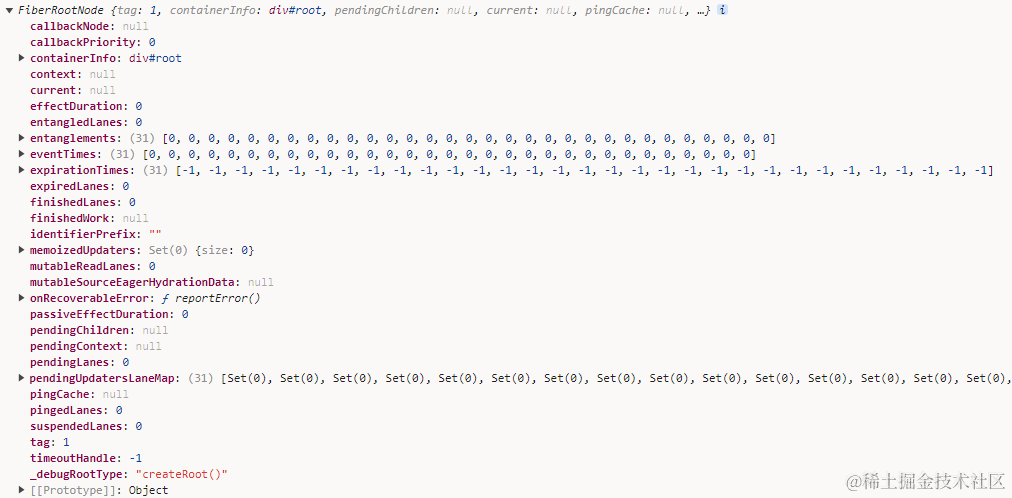 FiberRootNode {tag: 1, containerInfo: div#root, pendingChildren: null, current: null, pingCache: null, …} i
callbackNode: null
callbackPriority: 0
containerInfo: div#root
context: null
current: null
effectDuration: 0
entangledLanes: 0
entanglements: (31) [0, 0, 0, 0, 0, 0, 0, 0, 0, 0, 0, 0, 0, 0, 0, 0, 0, 0, 0, 0, 0, 0, 0, 0, 0, 0, 0, 0, 0, 0, 0]
eventTimes: (31) [0, 0, 0, 0, 0, 0, 0, 0, 0, 0, 0, 0, 0, 0, 0, 0, 0, 0, 0, 0, 0, 0, 0, 0, 0, 0, 0, 0, 0, 0, 0]
expirationTimes: (31) [-1, -1, -1, -1, -1, -1, -1, -1, -1, -1, -1, -1, -1, -1, -1, -1, -1, -1, -1, -1, -1, -1, -1, -1, -1, -1, -1, -1, -1, -1, -1]
expiredLanes: 0
finishedLanes: 0
finishedWork: null
identifierPrefix: ""
memoizedUpdaters: Set(0) {size: 0}
mutableReadLanes: 0
mutableSourceEagerHydrationData: null
onRecoverableError: ƒ reportError()
passiveEffectDuration: 0
pendingChildren: null
pendingContext: null
pendingLanes: 0
pendingUpdatersLaneMap: (31) [Set(0), Set(0), Set(0), Set(0), Set(0), Set(0), Set(0), Set(0), Set(0), Set(0), Set(0), Set(0), Set(0), Set(0), Set(0),
pingCache: null
pingedLanes: 0
suspendedLanes: 0
tag: 1
timeoutHandle: -1
_debugRootType: "createRoot()"
[[Prototype]]: Object
@稀土掘金技术社区